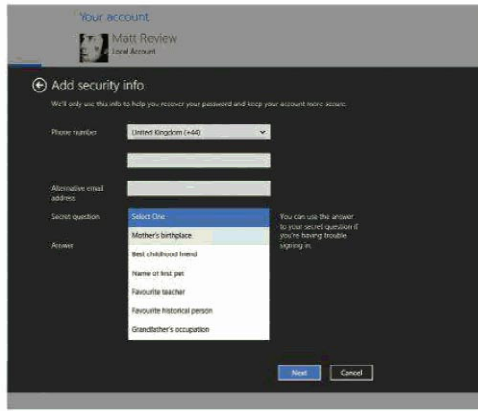 Your account
Matt Review
Local Account
Add security info
We'll only use this info to help you recover your password and keep your account more secure.
Phone number
United Kingdom (+44)
Alternative email
address
Secret question
Select One
You can use the answer
to your secret question if
you're having trouble
signing in.
Mother's birthplace
Answer
Best childhood friend
Name of first pet
Favourite teacher
Favourite historical person
Grandfather's occupation
Next
Cancel